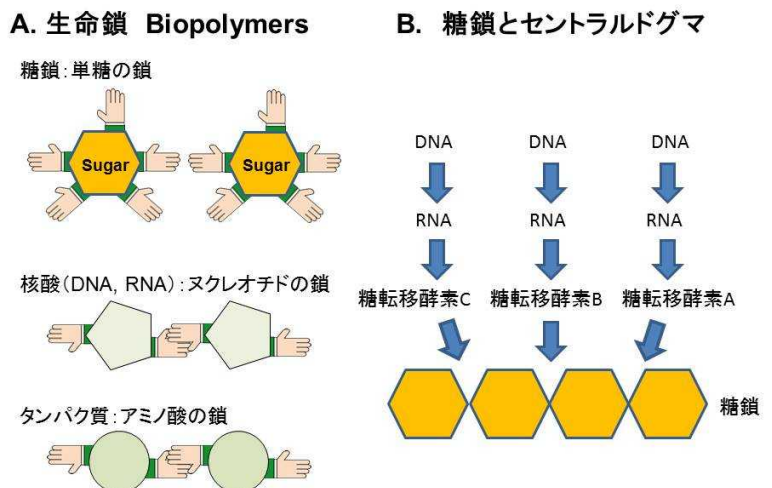 A. 生命鎖 Biopolymers
糖鎖：単糖の鎖
Sugar
Sugar
核酸（DNA, RNA）：ヌクレオチドの鎖
タンパク質：アミノ酸の鎖
B. 糖鎖とセントラルドグマ
DNA DNA DNA
RNA RNA RNA
糖転移酵素C 糖転移酵素B 糖転移酵素A
糖鎖